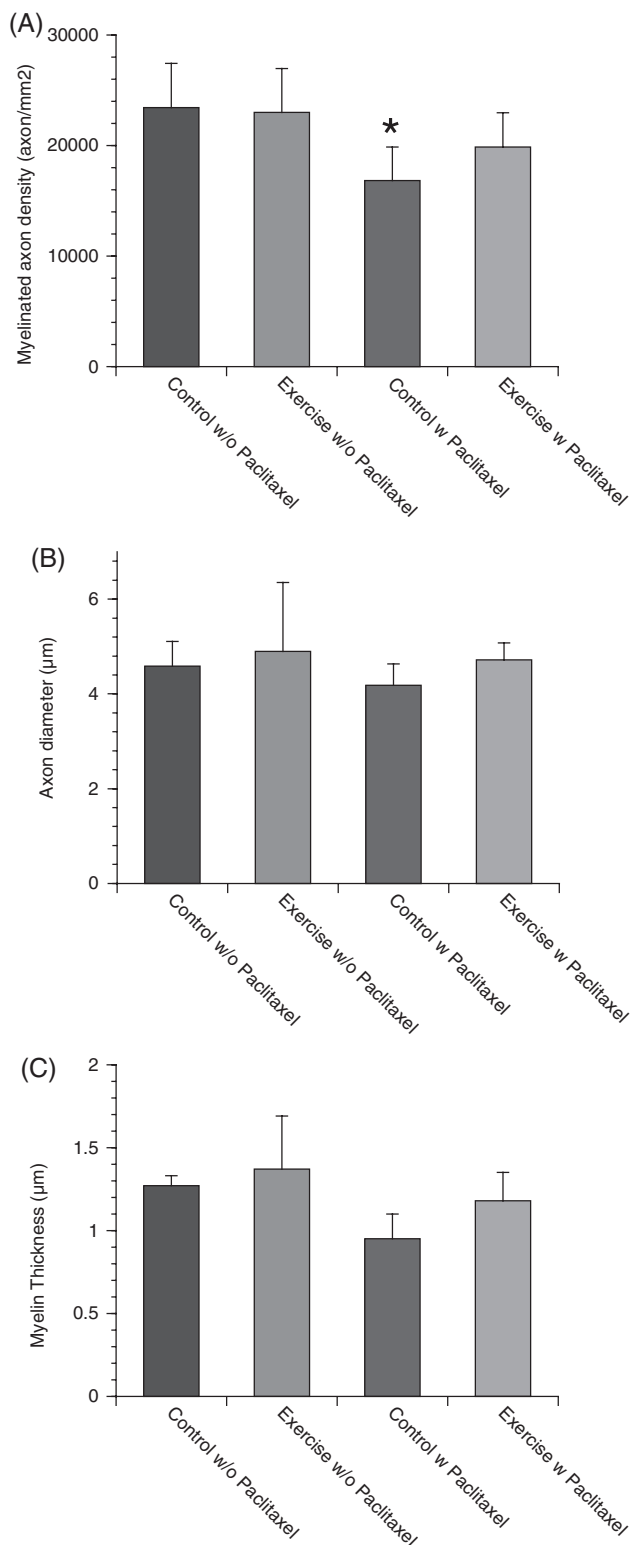 (A)
Myelinated axon density (axon/mm2)
30000
20000
10000
0
*
Control w/o Paclitaxel
Exercise w/o Paclitaxel
Control w Paclitaxel
Exercise w Paclitaxel
(B)
Axon diameter (µm)
6
4
2
0
Control w/o Paclitaxel
Exercise w/o Paclitaxel
Control w Paclitaxel
Exercise w Paclitaxel
(C)
Myelin Thickness (µm)
2
1.5
1
0.5
0
Control w/o Paclitaxel
Exercise w/o Paclitaxel
Control w Paclitaxel
Exercise w Paclitaxel